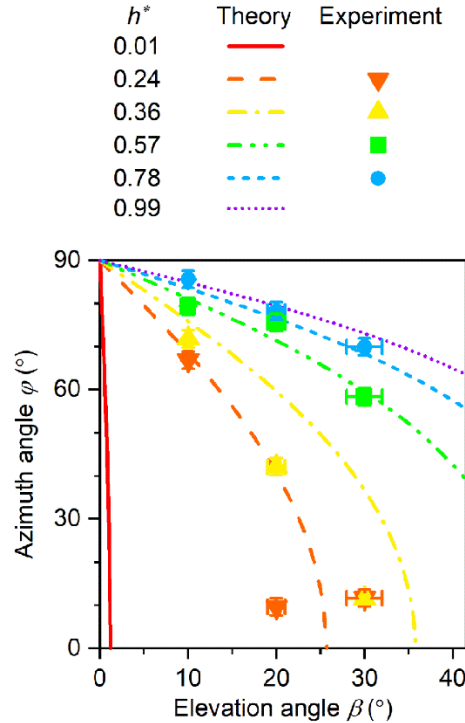 h* Theory Experiment
0.01
0.24
0.36
0.57
0.78
0.99
90
60
30
0
0 10 20 30 40
Azimuth angle φ (°)
Elevation angle β (°)